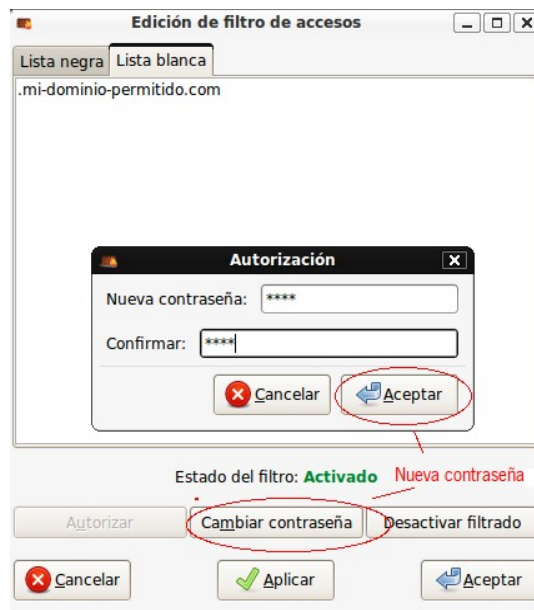 Edición de filtro de accesos
Lista negra Lista blanca
.mi-dominio-permitido.com
Autorización
Nueva contraseña: ****
Confirmar: ****
Cancelar Aceptar
Estado del filtro: Activado Nueva contraseña
Autorizar Cambiar contraseña Desactivar filtrado
Cancelar Aplicar Aceptar